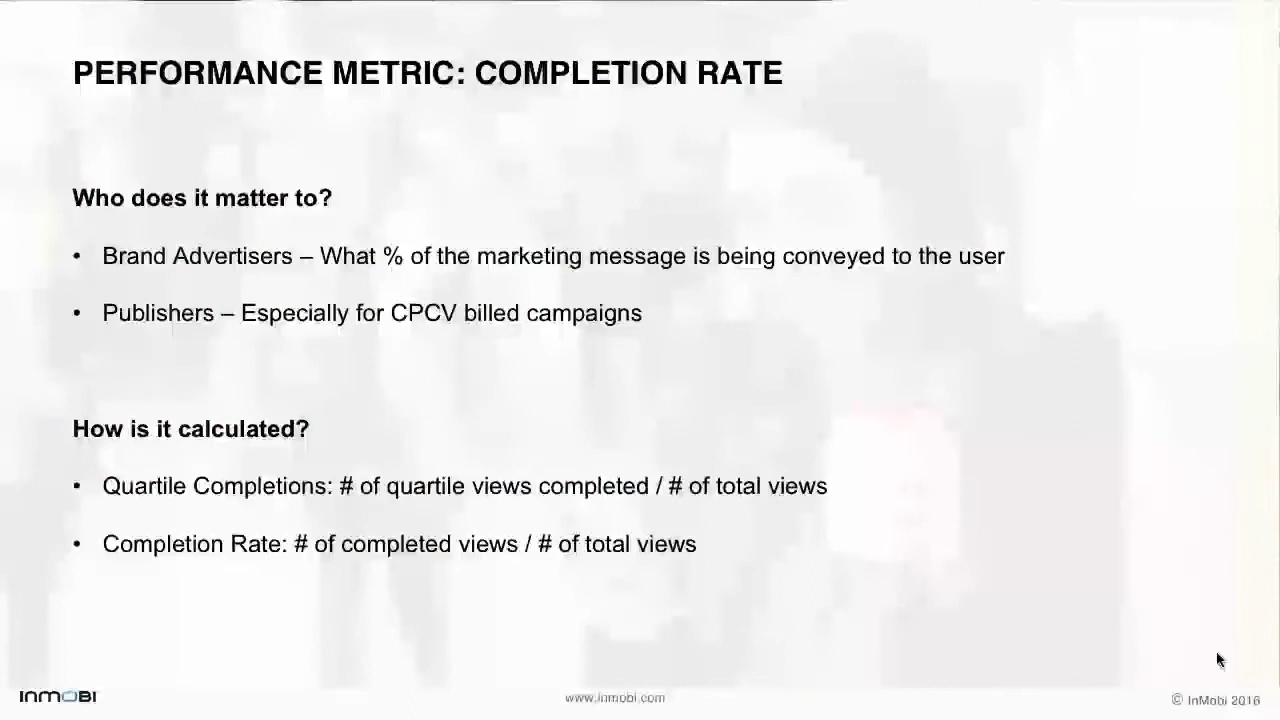 PERFORMANCE METRIC: COMPLETION RATE
Who does it matter to?
• Brand Advertisers – What % of the marketing message is being conveyed to the user
• Publishers – Especially for CPCV billed campaigns
How is it calculated?
• Quartile Completions: # of quartile views completed / # of total views
• Completion Rate: # of completed views / # of total views
INMOBI
www.inmobi.com
© InMobi 2016